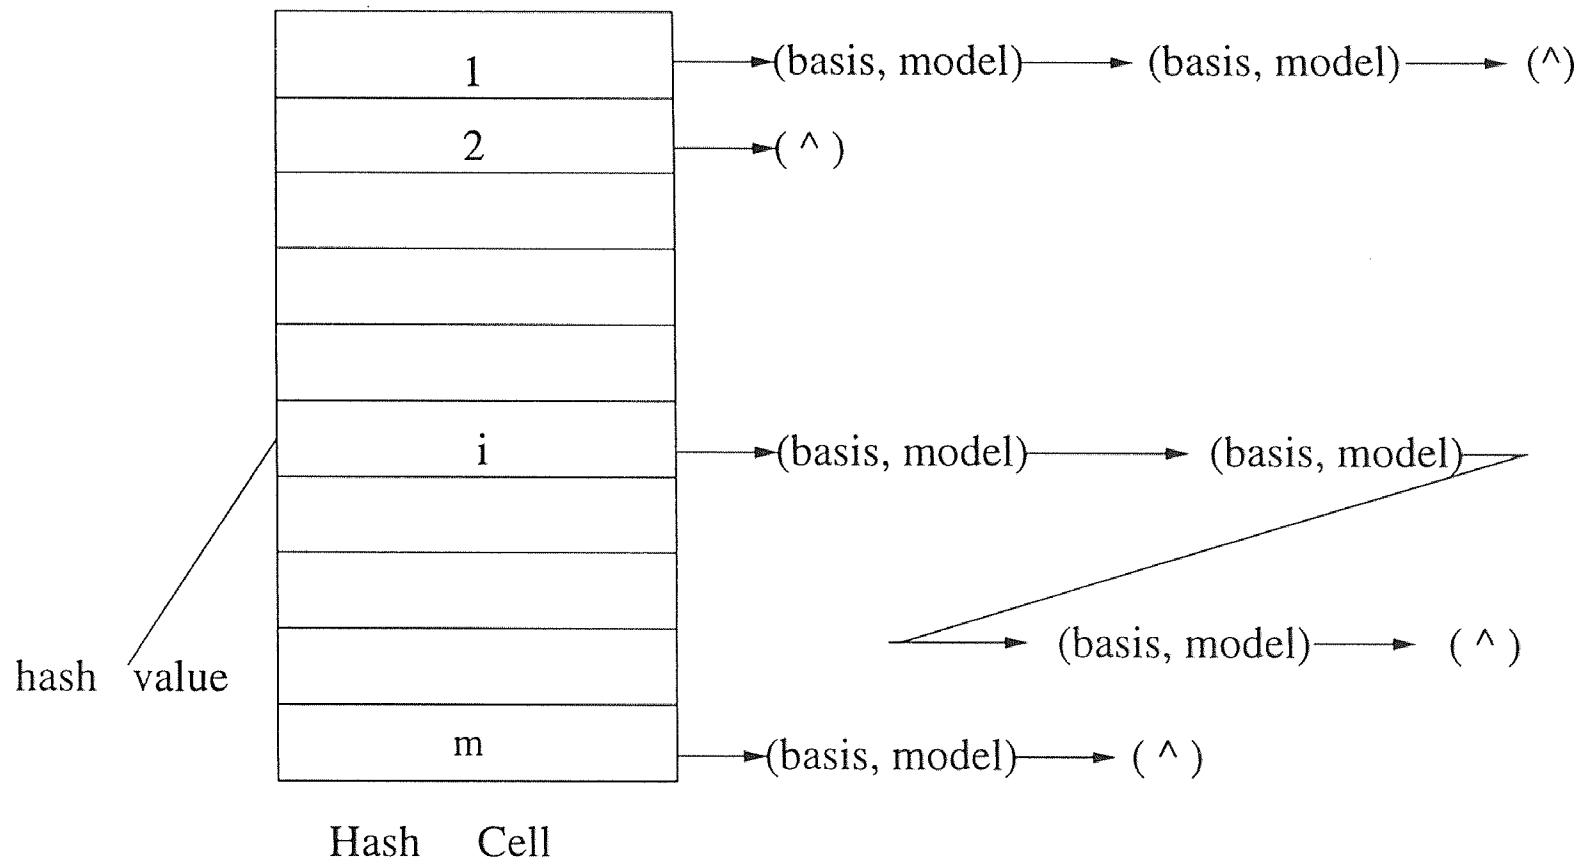 1 (basis, model) (basis, model) (^)
2 ( ^ )
i (basis, model) (basis, model)
(basis, model) ( ^ )
hash value
m (basis, model) ( ^ )
Hash Cell